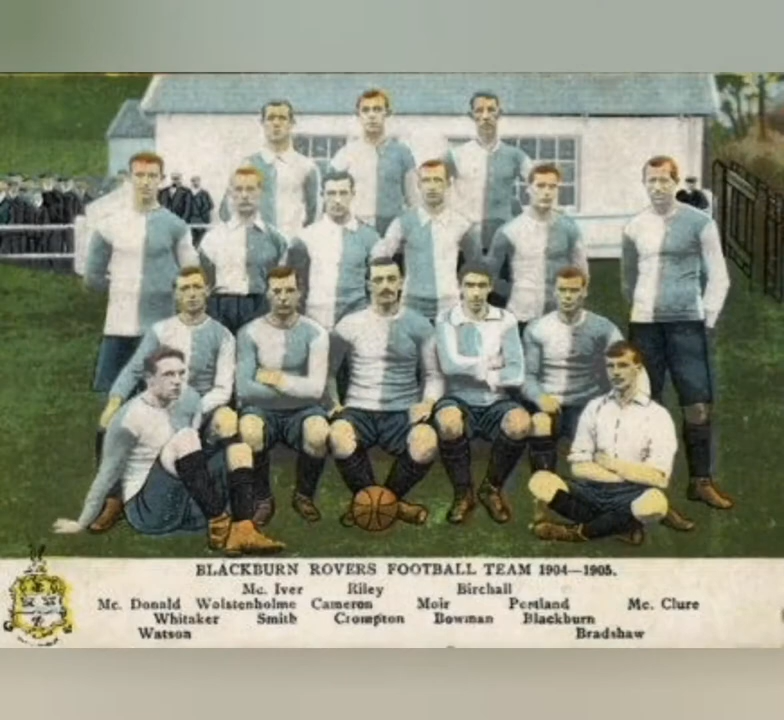 BLACKBURN ROVERS FOOTBALL TEAM 1904—1905.
Mc. Iver Riley Birchall
Mc. Donald Wolstenholme Cameron Moir Pentland Mc. Clure
Whitaker Smith Crompton Bowman Blackburn
Watson Bradshaw